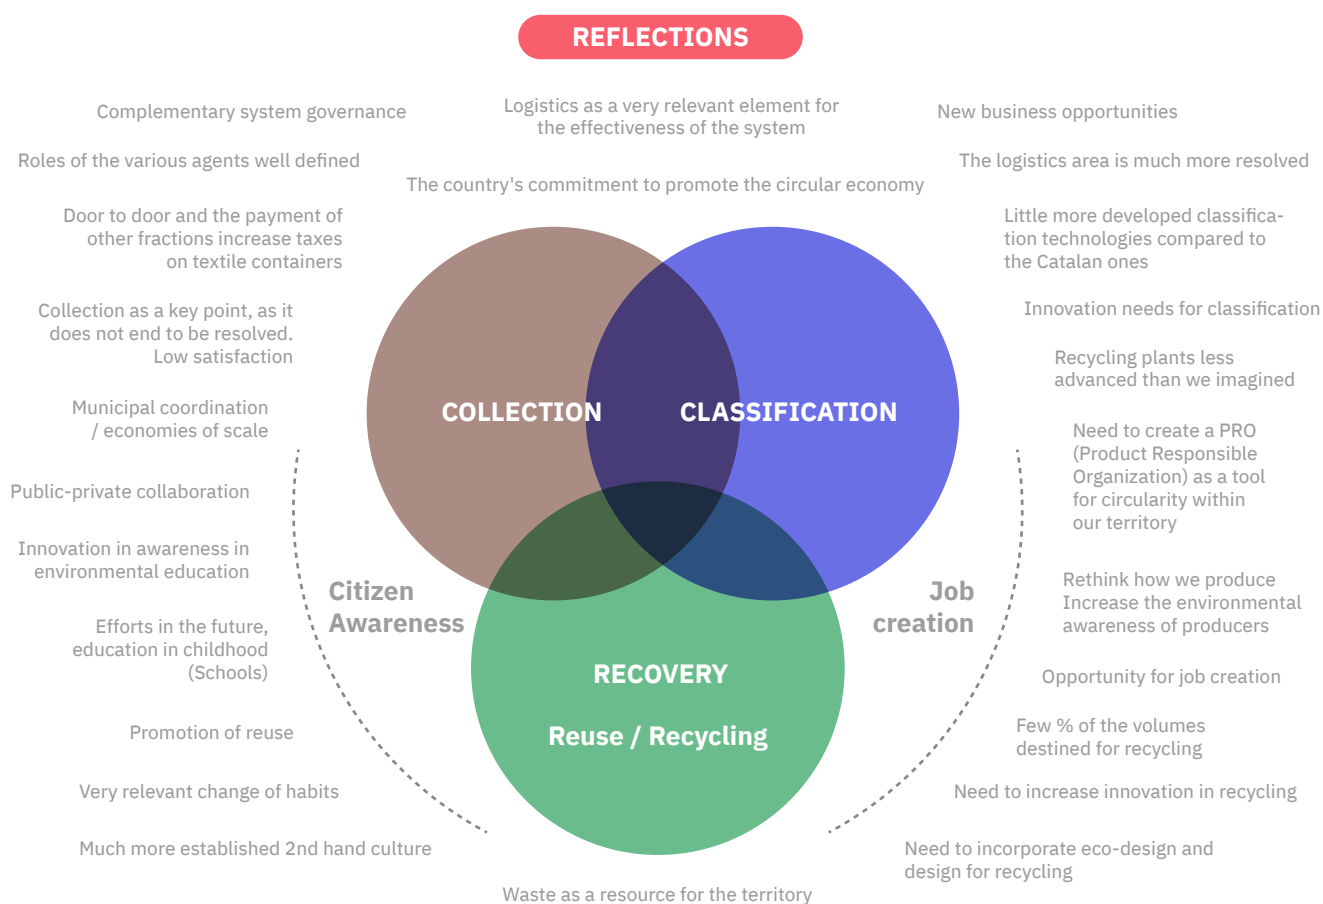 REFLECTIONS
Complementary system governance
Roles of the various agents well defined
Door to door and the payment of
other fractions increase taxes
on textile containers
Collection as a key point, as it
does not end to be resolved.
Low satisfaction
Municipal coordination
/ economies of scale
Public-private collaboration
Innovation in awareness in
environmental education
Efforts in the future,
education in childhood
(Schools)
Promotion of reuse
Very relevant change of habits
Much more established 2nd hand culture
Logistics as a very relevant element for
the effectiveness of the system
The country's commitment to promote the circular economy
COLLECTION
CLASSIFICATION
Citizen
Awareness
Job
creation
RECOVERY
Reuse / Recycling
Waste as a resource for the territory
New business opportunities
The logistics area is much more resolved
Little more developed classifica-
tion technologies compared to
the Catalan ones
Innovation needs for classification
Recycling plants less
advanced than we imagined
Need to create a PRO
(Product Responsible
Organization) as a tool
for circularity within
our territory
Rethink how we produce
Increase the environmental
awareness of producers
Opportunity for job creation
Few % of the volumes
destined for recycling
Need to increase innovation in recycling
Need to incorporate eco-design and
design for recycling